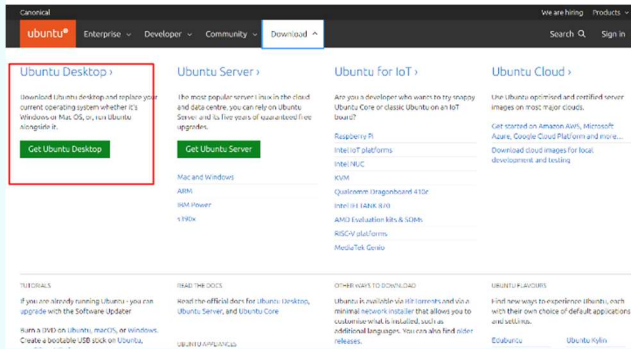 Canonical
We are hiring Products
ubuntu® Enterprise Developer Community Download Search Sign in
Ubuntu Desktop ›
Download Ubuntu desktop and replace your
current operating system whether it's
Windows or Mac OS, or, run Ubuntu
alongside it.
Get Ubuntu Desktop
Ubuntu Server ›
The most popular server Linux in the cloud
and data centre, you can rely on Ubuntu
Server and its five years of guaranteed free
upgrades.
Get Ubuntu Server
Mac and Windows
ARM
IBM Power
s390x
Ubuntu for IoT ›
Are you a developer who wants to try snappy
Ubuntu Core or classic Ubuntu on an IoT
board?
Raspberry Pi
Intel IoT platforms
Intel NUC
KVM
Qualcomm Dragonboard 410c
Intel IEI TANK 870
AMD Evaluation kits & SOMs
RISC-V platforms
MediaTek Genio
Ubuntu Cloud ›
Use Ubuntu optimised and certified server
images on most major clouds.
Get started on Amazon AWS, Microsoft
Azure, Google Cloud Platform and more...
Download cloud images for local
development and testing
TUTORIALS
If you are already running Ubuntu - you can
upgrade with the Software Updater
Burn a DVD on Ubuntu, macOS, or Windows.
Create a bootable USB stick on Ubuntu,
READ THE DOCS
Read the official docs for Ubuntu Desktop,
Ubuntu Server, and Ubuntu Core
UBUNTU APPLIANCES
OTHER WAYS TO DOWNLOAD
Ubuntu is available via BitTorrents and via a
minimal network installer that allows you to
customise what is installed, such as
additional languages. You can also find older
releases.
UBUNTU FLAVOURS
Find new ways to experience Ubuntu, each
with their own choice of default applications
and settings.
Edubuntu Ubuntu Kylin